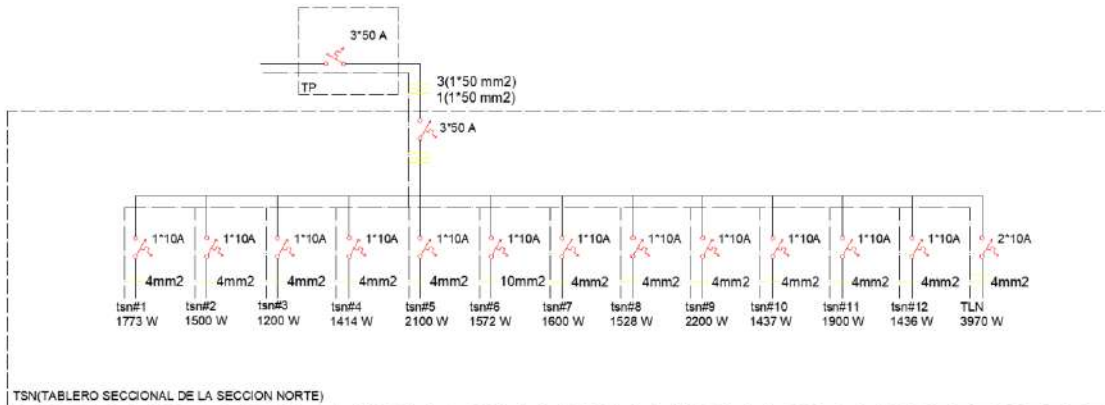 3*50 A
TP
3(1*50 mm2)
1(1*50 mm2)
3*50 A
1*10A 1*10A 1*10A 1*10A 1*10A 1*10A 1*10A 1*10A 1*10A 1*10A 1*10A 1*10A 2*10A
4mm2 4mm2 4mm2 4mm2 4mm2 10mm2 4mm2 4mm2 4mm2 4mm2 4mm2 4mm2 4mm2
tsn#1 tsn#2 tsn#3 tsn#4 tsn#5 tsn#6 tsn#7 tsn#8 tsn#9 tsn#10 tsn#11 tsn#12 TLN
1773 W 1500 W 1200 W 1414 W 2100 W 1572 W 1600 W 1528 W 2200 W 1437 W 1900 W 1436 W 3970 W
TSN(TABLERO SECCIONAL DE LA SECCION NORTE)